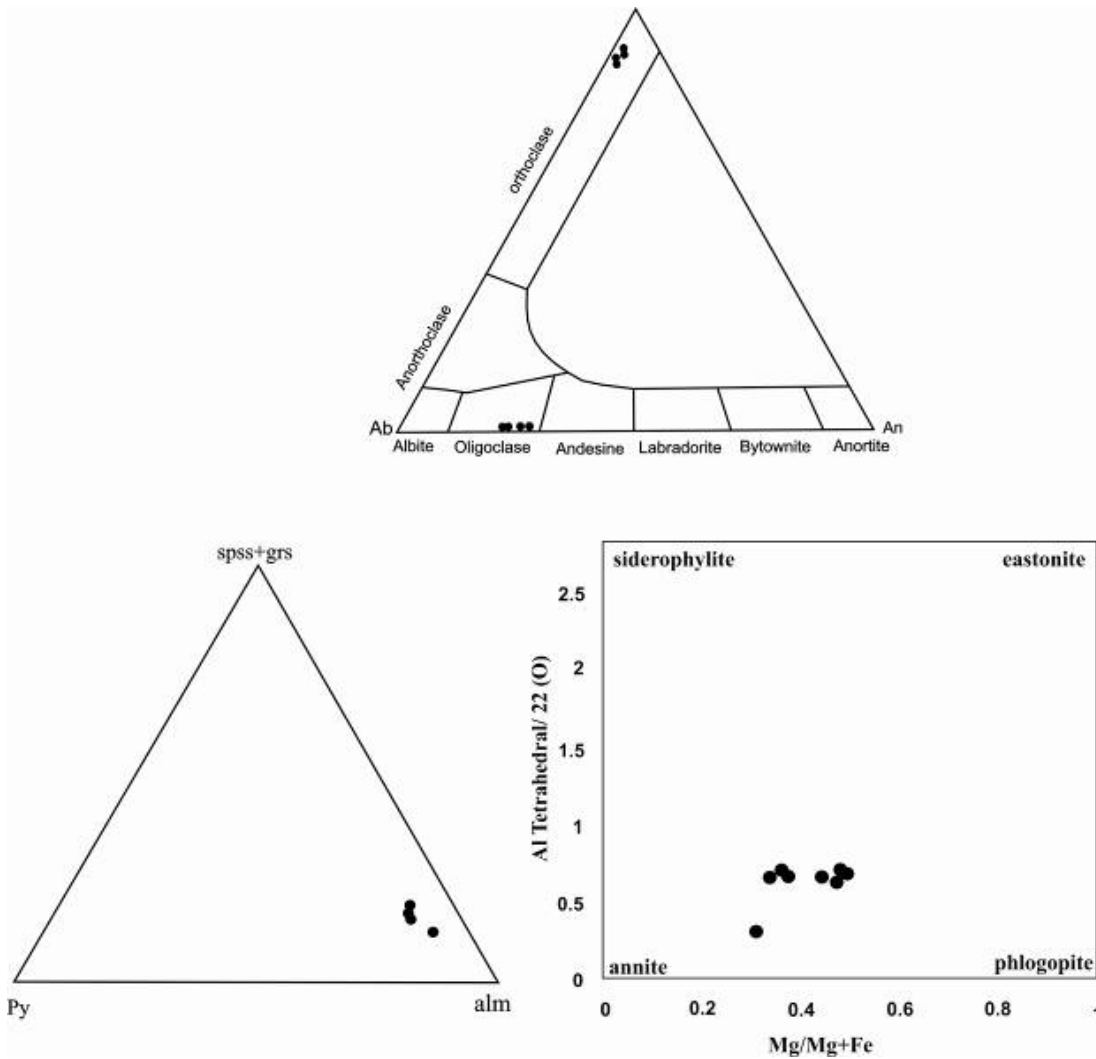 orthoclase
Anorthoclase
Ab
An
Albite
Oligoclase
Andesine
Labradorite
Bytownite
Anortite
spss+grs
Py
alm
siderophylite
eastonite
2.5
2
1.5
1
0.5
0
Al Tetrahedral/ 22 (O)
annite
phlogopite
0
0.2
0.4
0.6
0.8
Mg/Mg+Fe